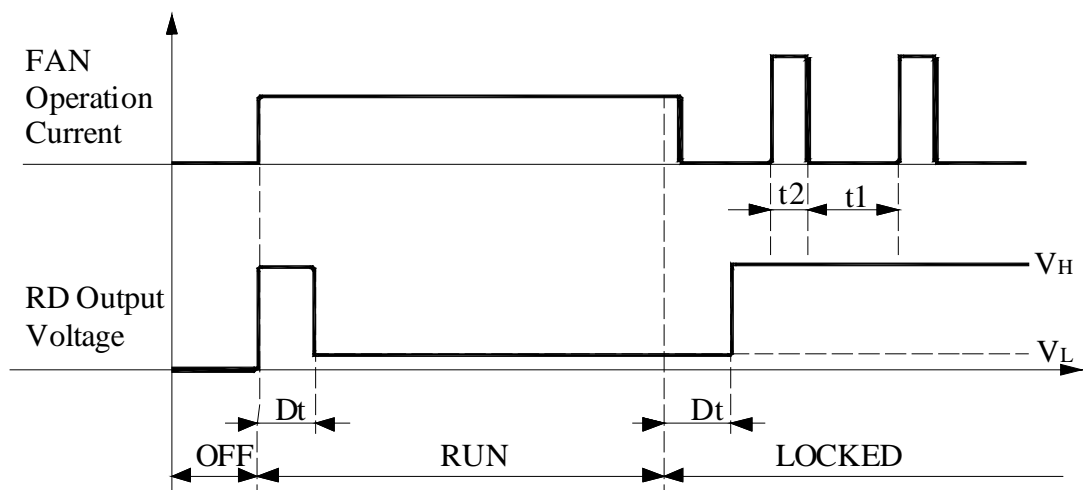 FAN
Operation
Current
t2
t1
RD Output
Voltage
VH
VL
Dt
Dt
OFF
RUN
LOCKED